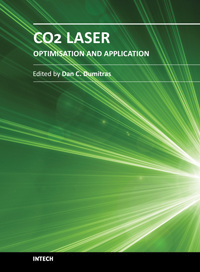 CO2 LASER
OPTIMISATION AND APPLICATION
Edited by Dan C. Dumitras
INTECH